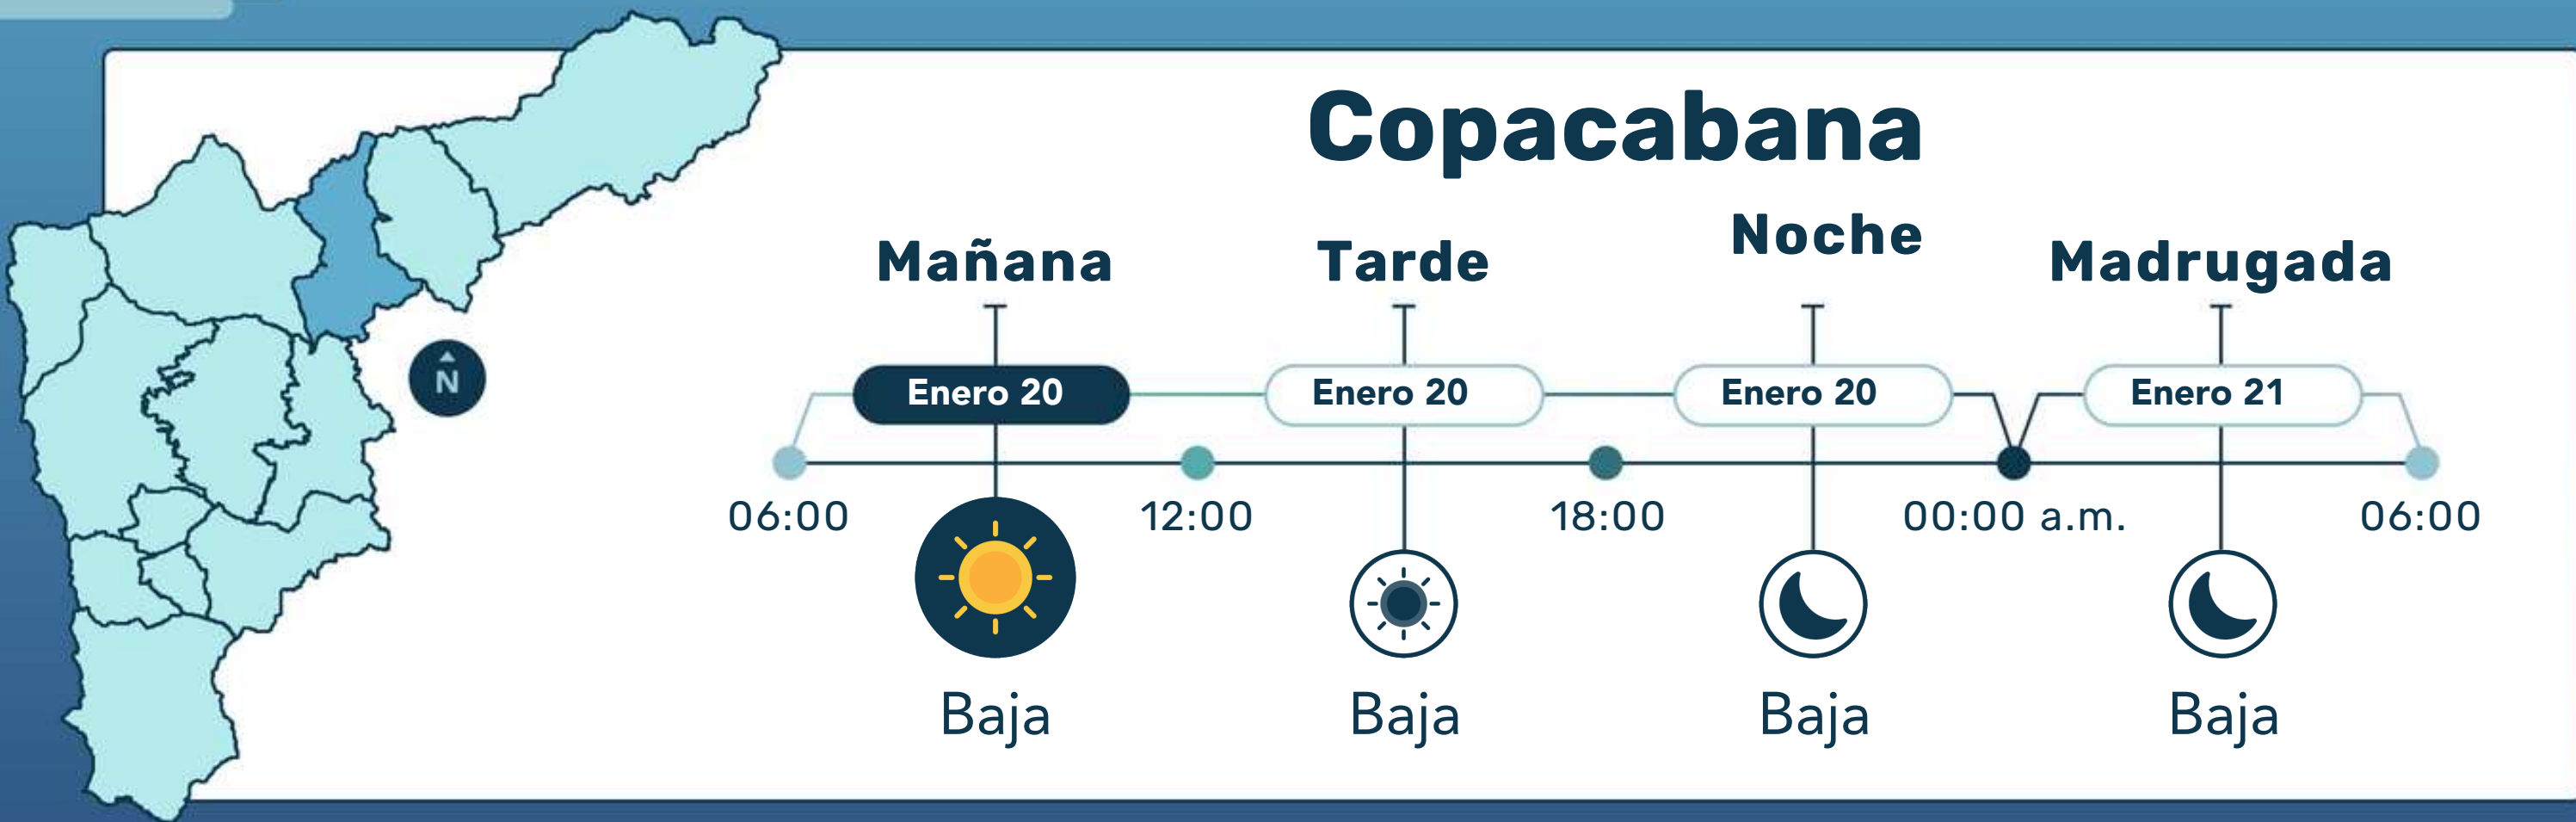 Copacabana
Mañana
Tarde
Noche
Madrugada
Enero 20
Enero 20
Enero 20
Enero 21
N
06:00
12:00
18:00
00:00 a.m.
06:00
Baja
Baja
Baja
Baja